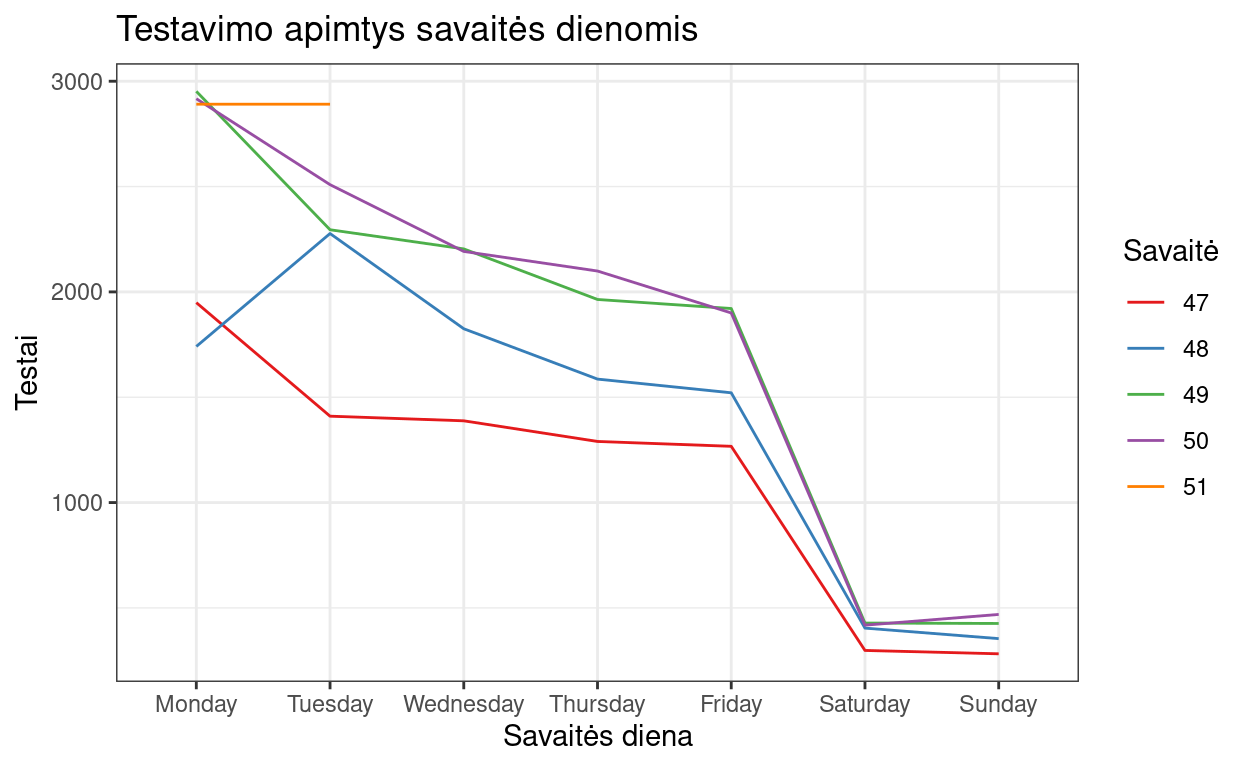 Testavimo apimtys savaitės dienomis
3000
2000
1000
Testai
Monday Tuesday Wednesday Thursday Friday Saturday Sunday
Savaitės diena
Savaitė
47
48
49
50
51